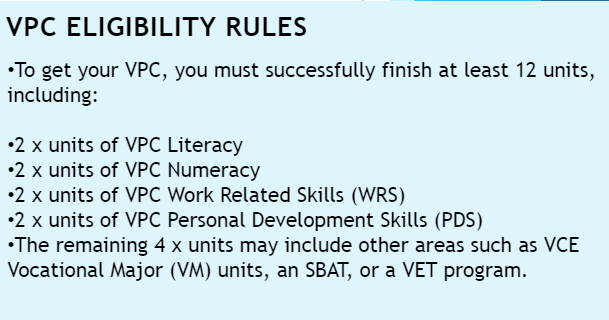 VPC ELIGIBILITY RULES
•To get your VPC, you must successfully finish at least 12 units,
including:
•2 x units of VPC Literacy
•2 x units of VPC Numeracy
•2 x units of VPC Work Related Skills (WRS)
•2 x units of VPC Personal Development Skills (PDS)
•The remaining 4 x units may include other areas such as VCE
Vocational Major (VM) units, an SBAT, or a VET program.